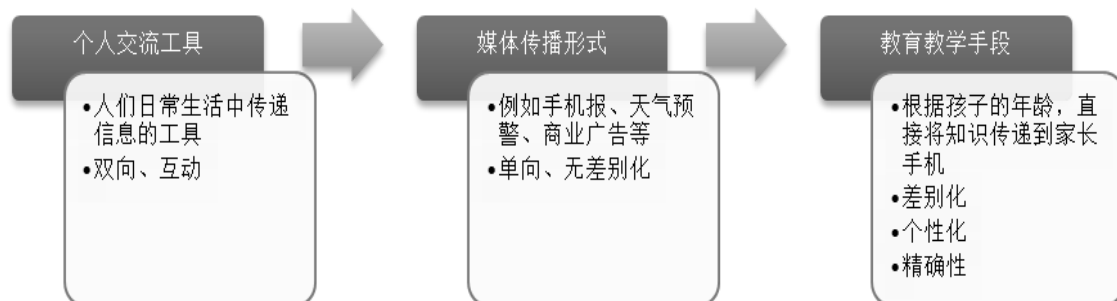 个人交流工具
•人们日常生活中传递
信息的工具
•双向、互动
媒体传播形式
•例如手机报、天气预
警、商业广告等
•单向、无差别化
教育教学手段
•根据孩子的年龄，直
接将知识传递到家长
手机
•差别化
•个性化
•精确性